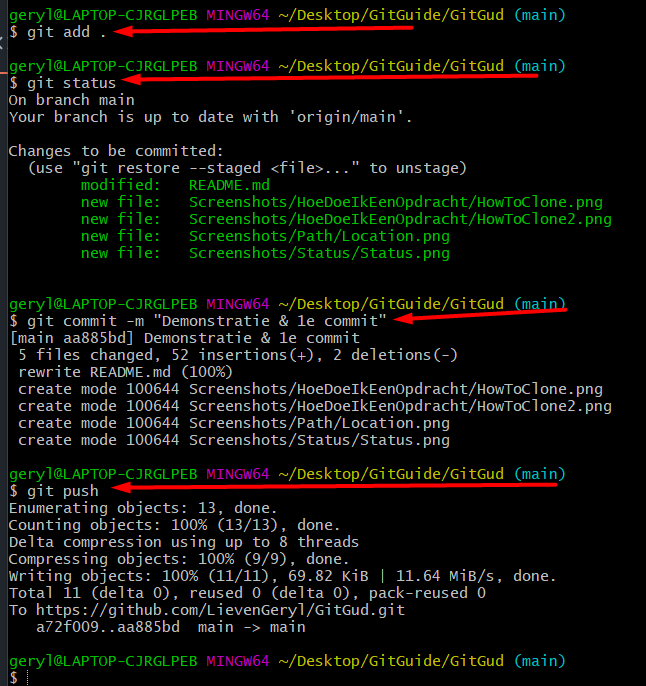 geryl@LAPTOP-CJRGLPEB MINGW64 ~/Desktop/GitGuide/GitGud (main)
$ git add .
geryl@LAPTOP-CJRGLPEB MINGW64 ~/Desktop/GitGuide/GitGud (main)
$ git status
On branch main
Your branch is up to date with 'origin/main'.
Changes to be committed:
  (use "git restore --staged <file>..." to unstage)
        modified:   README.md
        new file:   Screenshots/HoeDoeIkEenOpdracht/HowToClone.png
        new file:   Screenshots/HoeDoeIkEenOpdracht/HowToClone2.png
        new file:   Screenshots/Path/Location.png
        new file:   Screenshots/Status/Status.png
geryl@LAPTOP-CJRGLPEB MINGW64 ~/Desktop/GitGuide/GitGud (main)
$ git commit -m "Demonstratie & 1e commit"
[main aa885bd] Demonstratie & 1e commit
 5 files changed, 52 insertions(+), 2 deletions(-)
 rewrite README.md (100%)
 create mode 100644 Screenshots/HoeDoeIkEenOpdracht/HowToClone.png
 create mode 100644 Screenshots/HoeDoeIkEenOpdracht/HowToClone2.png
 create mode 100644 Screenshots/Path/Location.png
 create mode 100644 Screenshots/Status/Status.png
geryl@LAPTOP-CJRGLPEB MINGW64 ~/Desktop/GitGuide/GitGud (main)
$ git push
Enumerating objects: 13, done.
Counting objects: 100% (13/13), done.
Delta compression using up to 8 threads
Compressing objects: 100% (9/9), done.
Writing objects: 100% (11/11), 69.82 KiB | 11.64 MiB/s, done.
Total 11 (delta 0), reused 0 (delta 0), pack-reused 0
To https://github.com/LievenGeryl/GitGud.git
   a72f009..aa885bd  main -> main
geryl@LAPTOP-CJRGLPEB MINGW64 ~/Desktop/GitGuide/GitGud (main)
$